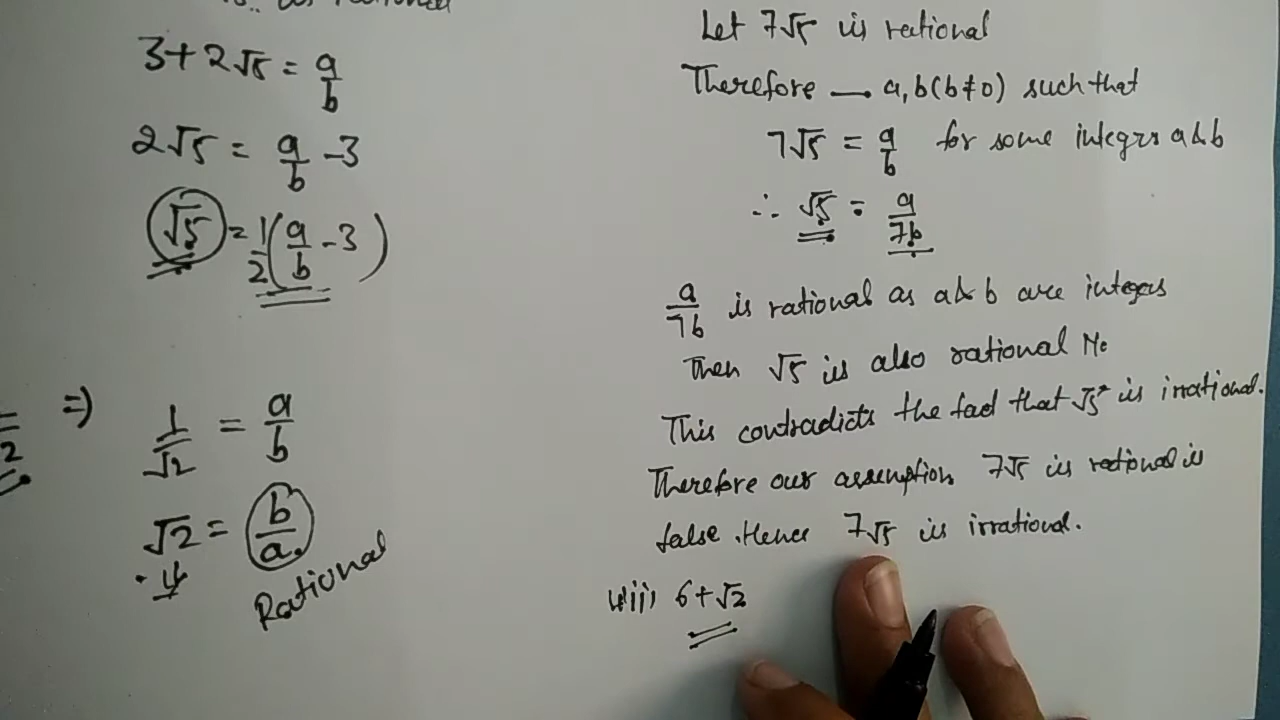 is rational
3+2√5 = a/b
2√5 = a/b -3
√5 = 1/2(a/b -3)
=) 1/√2 = a/b
√2 = b/a
Rational
Let 7√5 is rational
Therefore — a,b(b≠0) such that
7√5 = a/b for some integrs a&b
∴ √5 = a/7b
a/7b is rational as a&b are integers
Then √5 is also rational No
This contradicts the fact that √5 is irrational.
Therefore our assumption 7√5 is rational is
false. Hence 7√5 is irrational.
iii) 6+√2